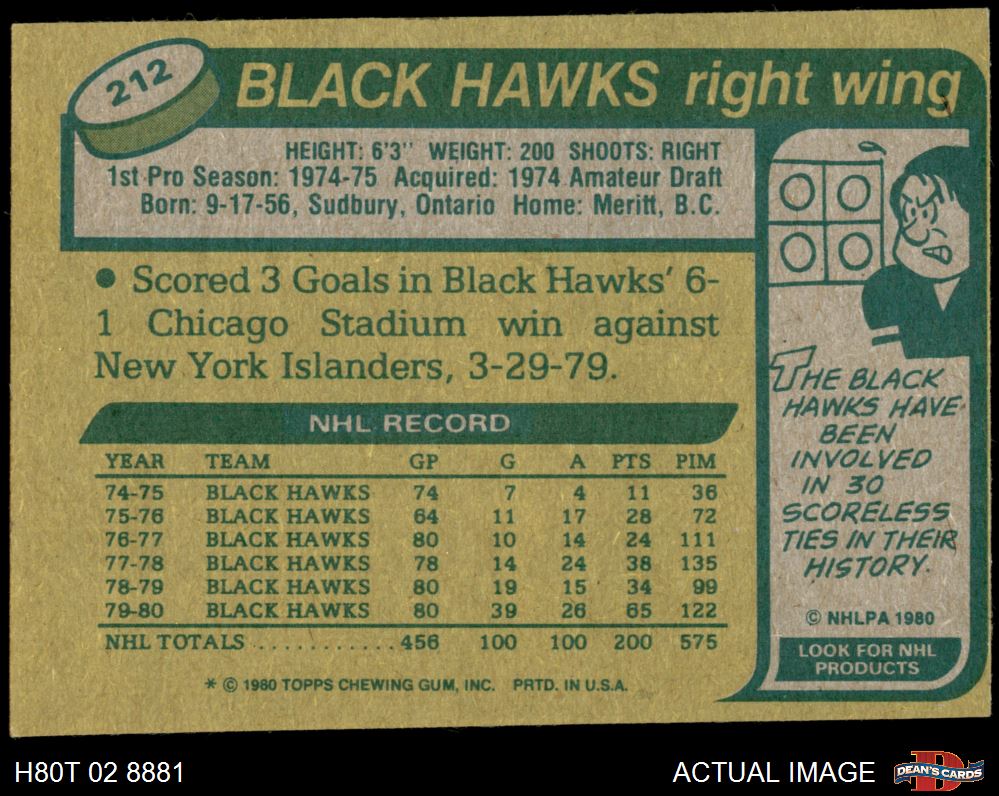 212
BLACK HAWKS right wing
HEIGHT: 6'3" WEIGHT: 200 SHOOTS: RIGHT
1st Pro Season: 1974-75 Acquired: 1974 Amateur Draft
Born: 9-17-56, Sudbury, Ontario Home: Meritt, B.C.
• Scored 3 Goals in Black Hawks' 6-
1 Chicago Stadium win against
New York Islanders, 3-29-79.
NHL RECORD
YEAR TEAM GP G A PTS PIM
74-75 BLACK HAWKS 74 7 4 11 36
75-76 BLACK HAWKS 64 11 17 28 72
76-77 BLACK HAWKS 80 10 14 24 111
77-78 BLACK HAWKS 78 14 24 38 135
78-79 BLACK HAWKS 80 19 15 34 99
79-80 BLACK HAWKS 80 39 26 65 122
NHL TOTALS ........... 456 100 100 200 575
* © 1980 TOPPS CHEWING GUM, INC. PRTD. IN U.S.A.
0 0
0 0
THE BLACK
HAWKS HAVE
BEEN
INVOLVED
IN 30
SCORELESS
TIES IN THEIR
HISTORY.
© NHLPA 1980
LOOK FOR NHL
PRODUCTS
H80T 02 8881
ACTUAL IMAGE
D
DEAN'S CARDS